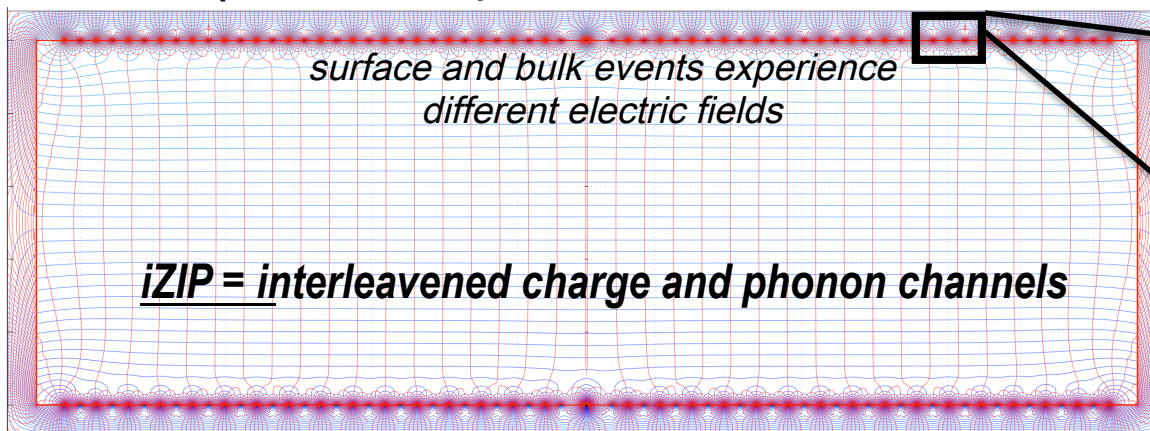 surface and bulk events experience
different electric fields
iZIP = interleavened charge and phonon channels